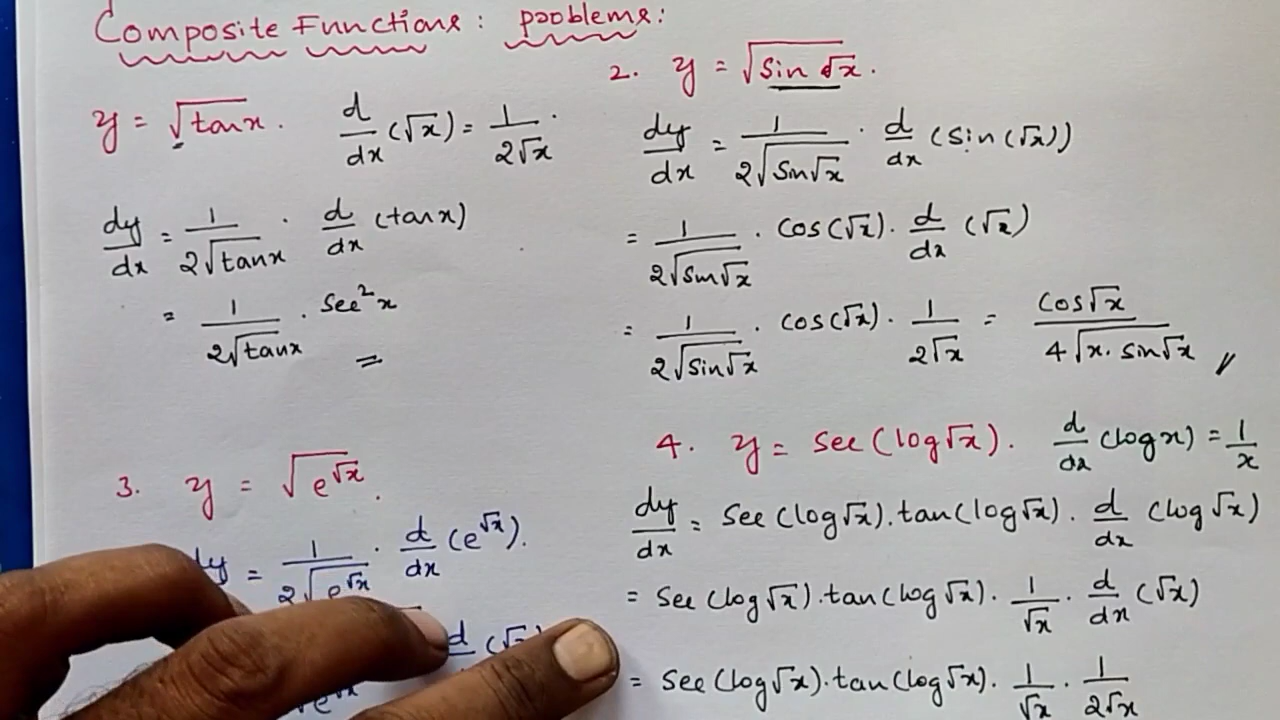 Composite Functions: problems:
y = √tanx. d/dx (√x) = 1/2√x.
dy/dx = 1/2√tanx · d/dx (tanx)
= 1/2√tanx · Sec²x
2. y = √sin√x.
dy/dx = 1/2√Sin√x · d/dx (sin(√x))
= 1/2√Sin√x · Cos(√x) · d/dx (√x)
= 1/2√Sin√x · cos(√x) · 1/2√x = Cos√x/4√x. sin√x
3. y = √e^√x.
dy = 1/2√e^√x · d/dx (e^√x).
d (√x)
e^√x
4. y = Sec(log√x). d/dx (logx) = 1/x
dy/dx = Sec(log√x).tan(log√x). d/dx (log√x)
= Sec(log√x).tan(log√x). 1/√x · d/dx (√x)
= Sec(log√x).tan(log√x). 1/√x · 1/2√x